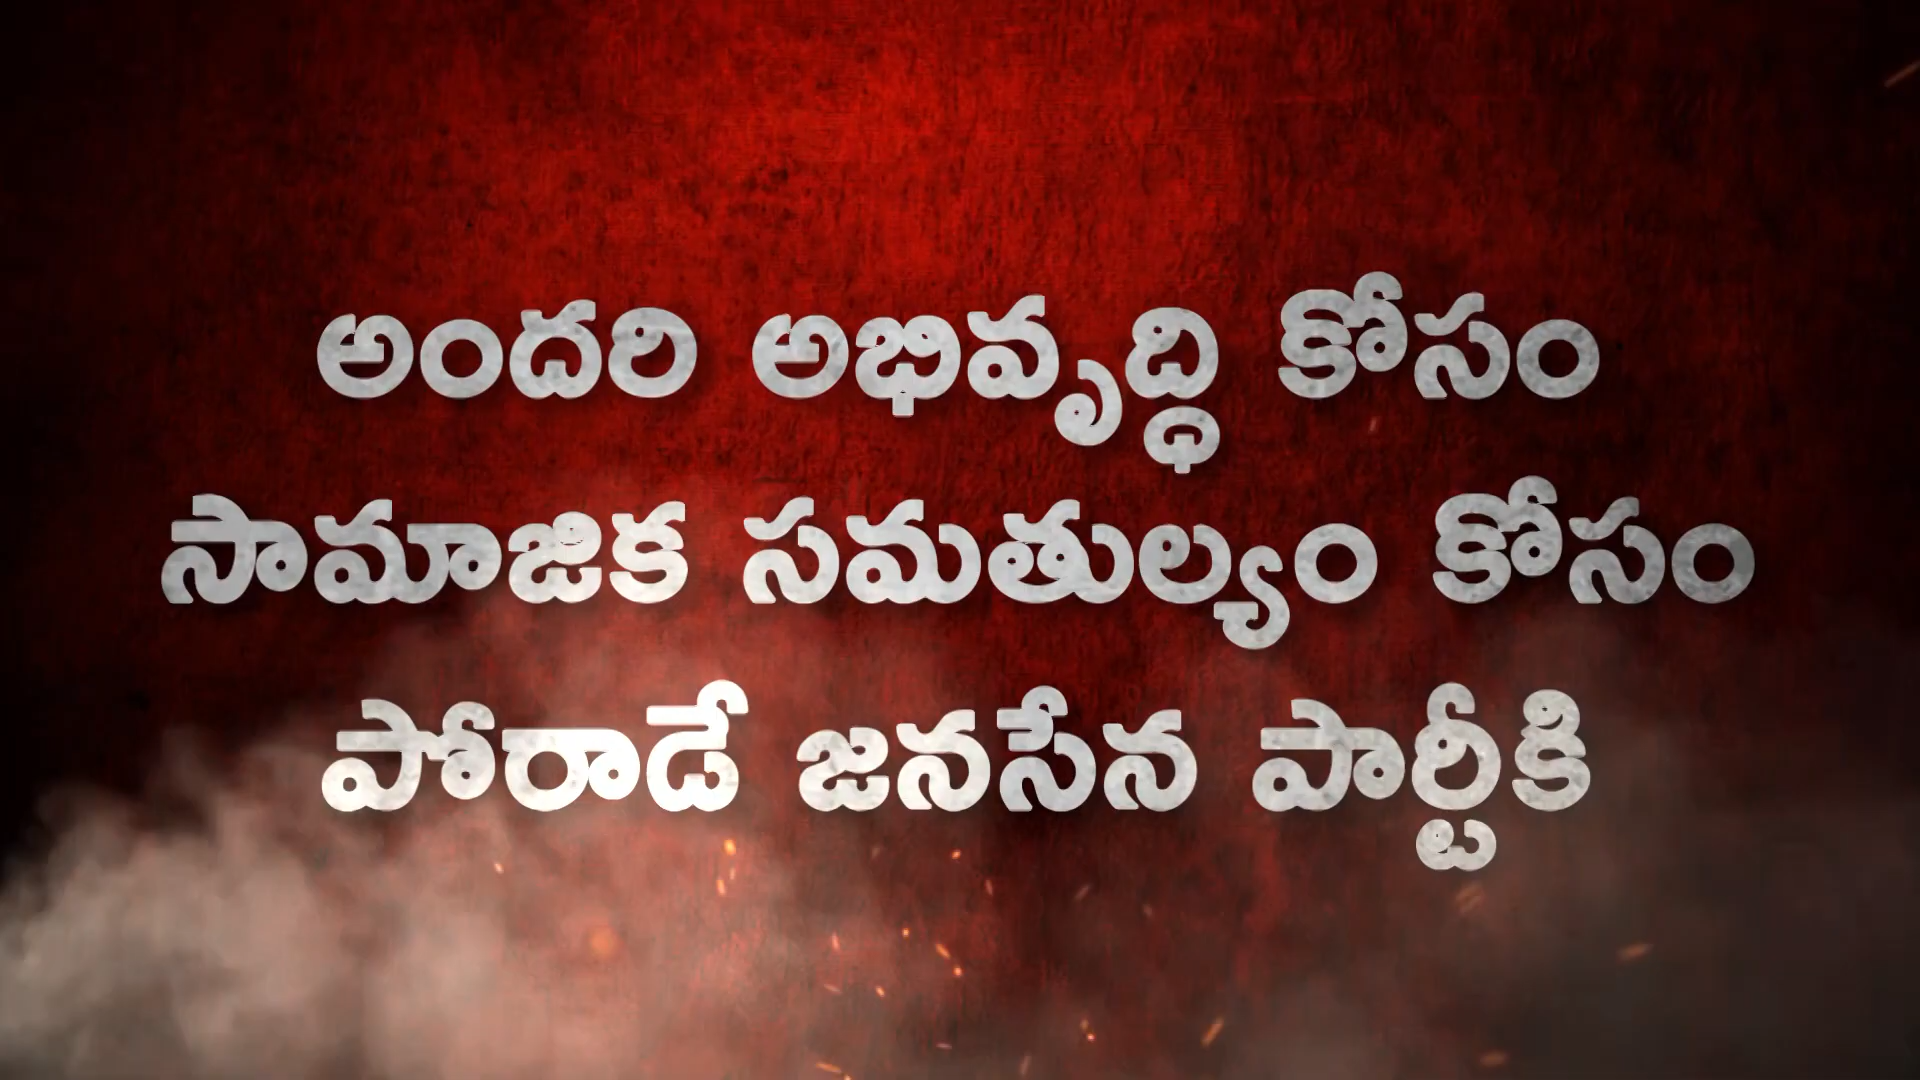 అందరి అభివృద్ధి కోసం
సామాజిక సమతుల్యం కోసం
పోరాడే జనసేన పార్టీకి